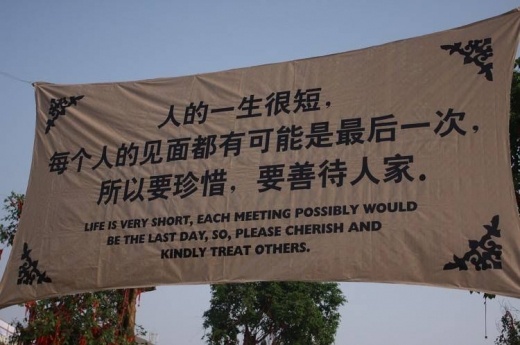 人的一生很短，
每个人的见面都有可能是最后一次，
所以要珍惜，要善待人家．
LIFE IS VERY SHORT, EACH MEETING POSSIBLY WOULD
BE THE LAST DAY, SO, PLEASE CHERISH AND
KINDLY TREAT OTHERS.